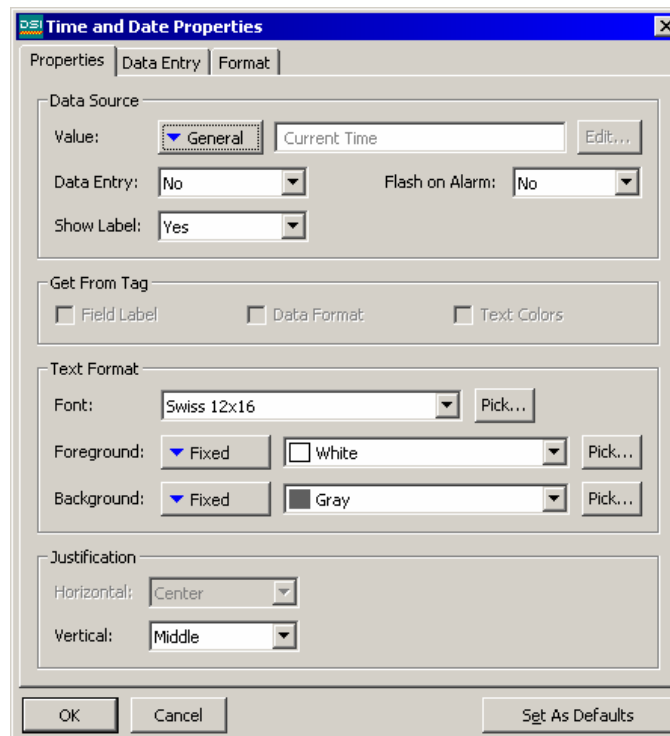 DSI Time and Date Properties
Properties Data Entry Format
Data Source
Value: General Current Time Edit...
Data Entry: No Flash on Alarm: No
Show Label: Yes
Get From Tag
Field Label Data Format Text Colors
Text Format
Font: Swiss 12x16 Pick...
Foreground: Fixed White Pick...
Background: Fixed Gray Pick...
Justification
Horizontal: Center
Vertical: Middle
OK Cancel Set As Defaults